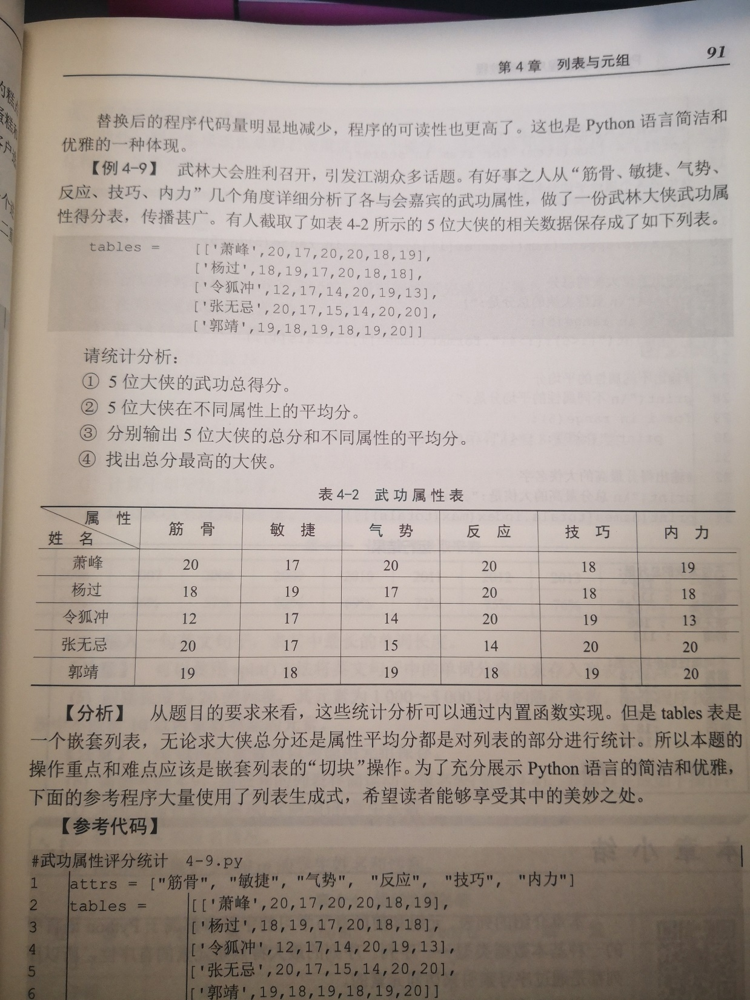 第 4 章　列表与元组
91
替换后的程序代码量明显地减少，程序的可读性也更高了。这也是 Python 语言简洁和
优雅的一种体现。
【例 4-9】　武林大会胜利召开，引发江湖众多话题。有好事之人从“筋骨、敏捷、气势、
反应、技巧、内力”几个角度详细分析了各与会嘉宾的武功属性，做了一份武林大侠武功属
性得分表，传播甚广。有人截取了如表 4-2 所示的 5 位大侠的相关数据保存成了如下列表。
tables = [['萧峰',20,17,20,20,18,19],
['杨过',18,19,17,20,18,18],
['令狐冲',12,17,14,20,19,13],
['张无忌',20,17,15,14,20,20],
['郭靖',19,18,19,18,19,20]]
请统计分析：
① 5 位大侠的武功总得分。
② 5 位大侠在不同属性上的平均分。
③ 分别输出 5 位大侠的总分和不同属性的平均分。
④ 找出总分最高的大侠。
表 4-2　武功属性表
属性 姓名 筋骨 敏捷 气势 反应 技巧 内力
萧峰 20 17 20 20 18 19
杨过 18 19 17 20 18 18
令狐冲 12 17 14 20 19 13
张无忌 20 17 15 14 20 20
郭靖 19 18 19 18 19 20
【分析】　从题目的要求来看，这些统计分析可以通过内置函数实现。但是 tables 表是
一个嵌套列表，无论求大侠总分还是属性平均分都是对列表的部分进行统计。所以本题的
操作重点和难点应该是嵌套列表的“切块”操作。为了充分展示 Python 语言的简洁和优雅，
下面的参考程序大量使用了列表生成式，希望读者能够享受其中的美妙之处。
【参考代码】
#武功属性评分统计　4-9.py
1 attrs = ["筋骨", "敏捷", "气势", "反应", "技巧", "内力"]
2 tables = [['萧峰',20,17,20,20,18,19],
3 ['杨过',18,19,17,20,18,18],
4 ['令狐冲',12,17,14,20,19,13],
5 ['张无忌',20,17,15,14,20,20],
6 ['郭靖',19,18,19,18,19,20]]